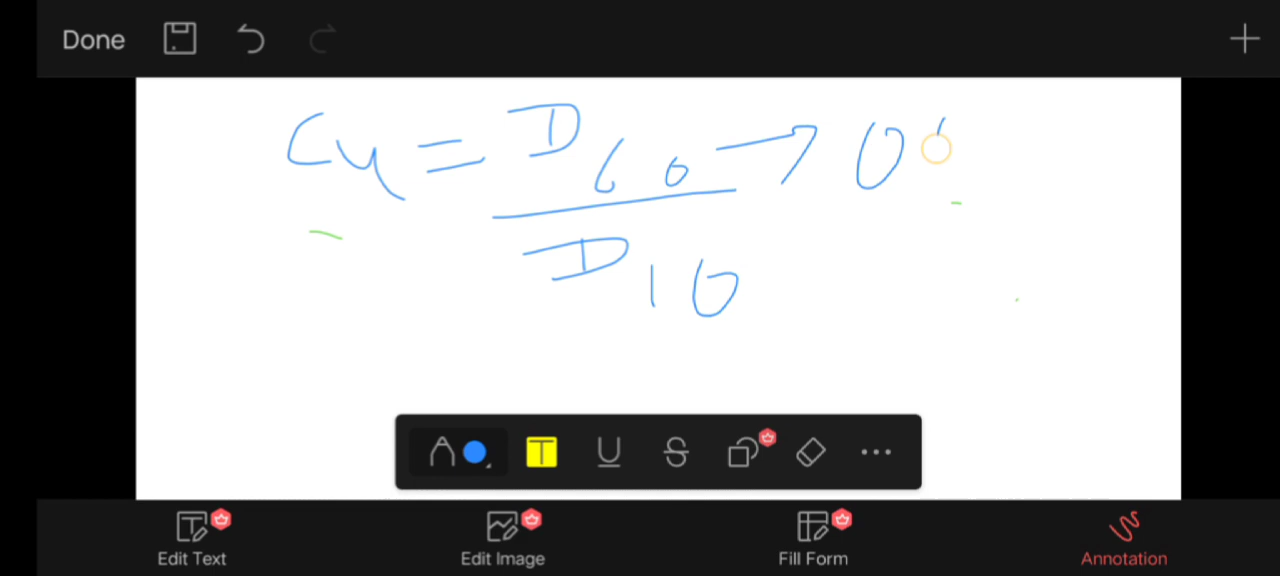 Done
Cu = D60 → 0
D10
T
U
S
Edit Text
Edit Image
Fill Form
Annotation